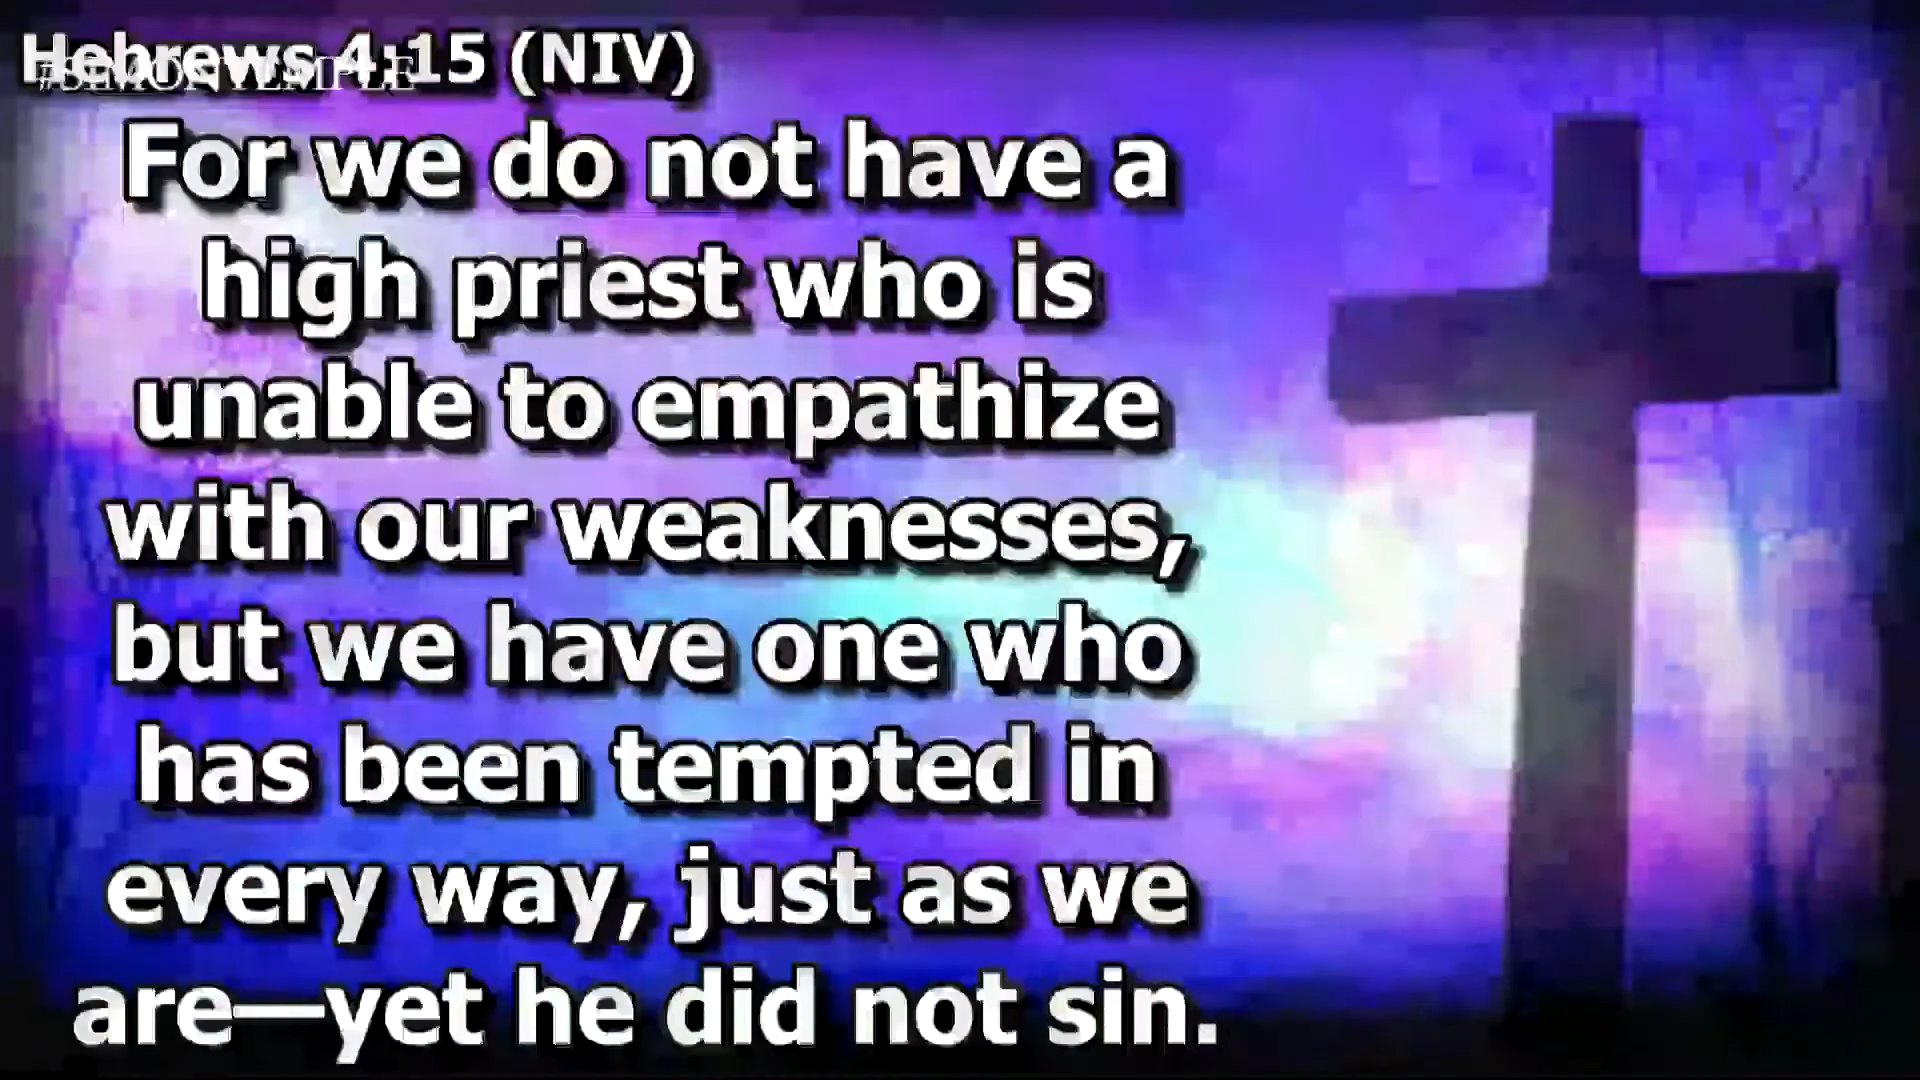 Hebrews 4:15 (NIV)
#SIMONTEMPLE
For we do not have a
high priest who is
unable to empathize
with our weaknesses,
but we have one who
has been tempted in
every way, just as we
are—yet he did not sin.